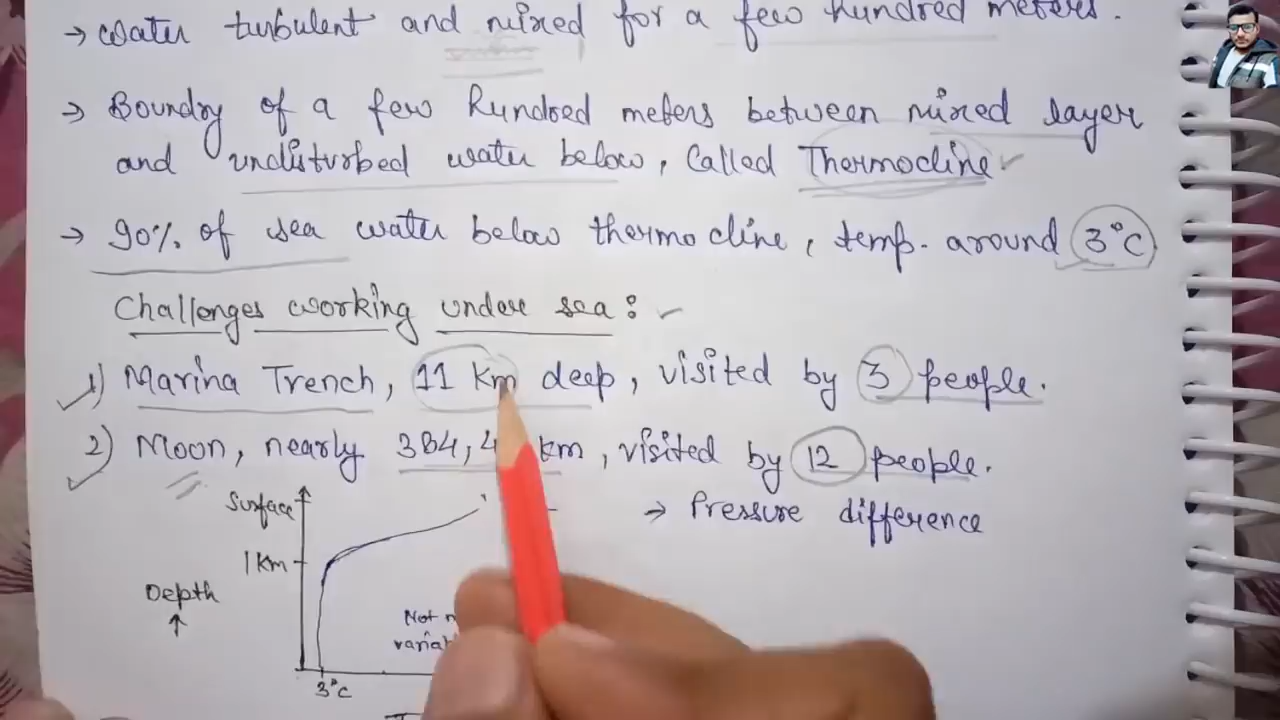 → Water turbulent and mixed for a few hundred meters.
→ Boundry of a few hundred meters between mixed layer
and undisturbed water below, called Thermocline
→ 90% of sea water below thermocline, temp. around 3°C
Challenges working under sea:
1) Marina Trench, 11 Km deep, visited by 3 people.
2) Moon, nearly 384,4 km, visited by 12 people.
Surface
→ Pressure difference
1Km
Depth
↑
Not
3°C